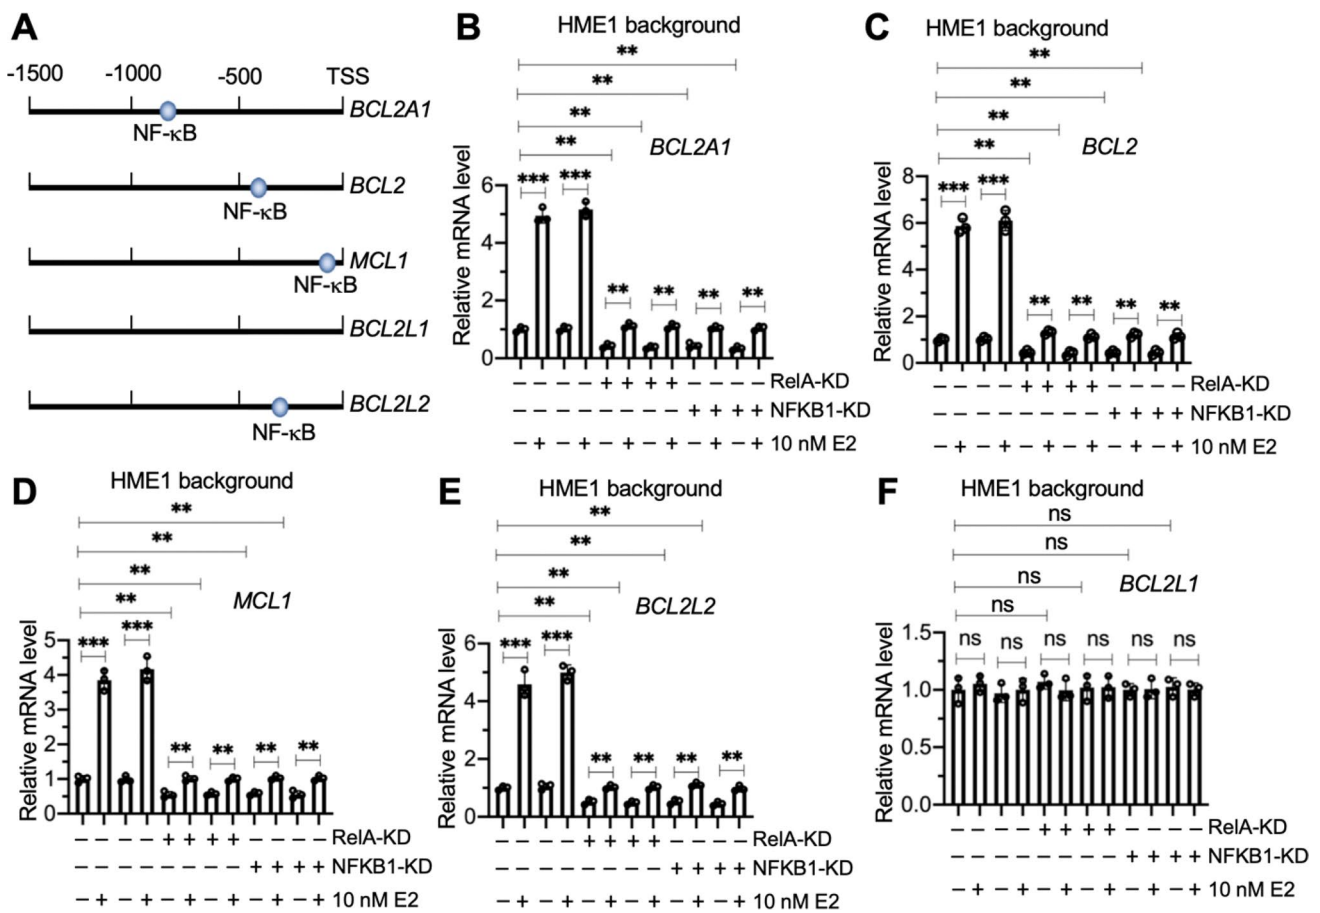 A
-1500 -1000 -500 TSS
BCL2A1
NF-κB
BCL2
NF-κB
MCL1
NF-κB
BCL2L1
BCL2L2
NF-κB
B
HME1 background
**
**
**
** BCL2A1
*** ***
** ** ** **
Relative mRNA level
6
4
2
0
− − − − + + + + RelA-KD
− − − − − − − − + + + + NFKB1-KD
− + − + − + − + − + − + 10 nM E2
C
HME1 background
**
**
**
** BCL2
*** ***
** ** ** **
Relative mRNA level
8
6
4
2
0
− − − − + + + + − − − − RelA-KD
− − − − − − − − + + + + NFKB1-KD
− + − + − + − + − + − + 10 nM E2
D
HME1 background
**
**
**
** MCL1
*** ***
** ** ** **
Relative mRNA level
5
4
3
2
1
0
− − − − + + + + − − − − RelA-KD
− − − − − − − − + + + + NFKB1-KD
− + − + − + − + − + − + 10 nM E2
E
HME1 background
**
**
**
** BCL2L2
*** ***
** ** ** **
Relative mRNA level
6
4
2
0
− − − − + + + + − − − − RelA-KD
− − − − − − − − + + + + NFKB1-KD
− + − + − + − + − + − + 10 nM E2
F
HME1 background
ns
ns
ns BCL2L1
ns
ns ns ns ns ns ns
Relative mRNA level
1.5
1.0
0.5
0.0
− − − − + + + + − − − − RelA-KD
− − − − − − − − + + + + NFKB1-KD
− + − + − + − + − + − + 10 nM E2